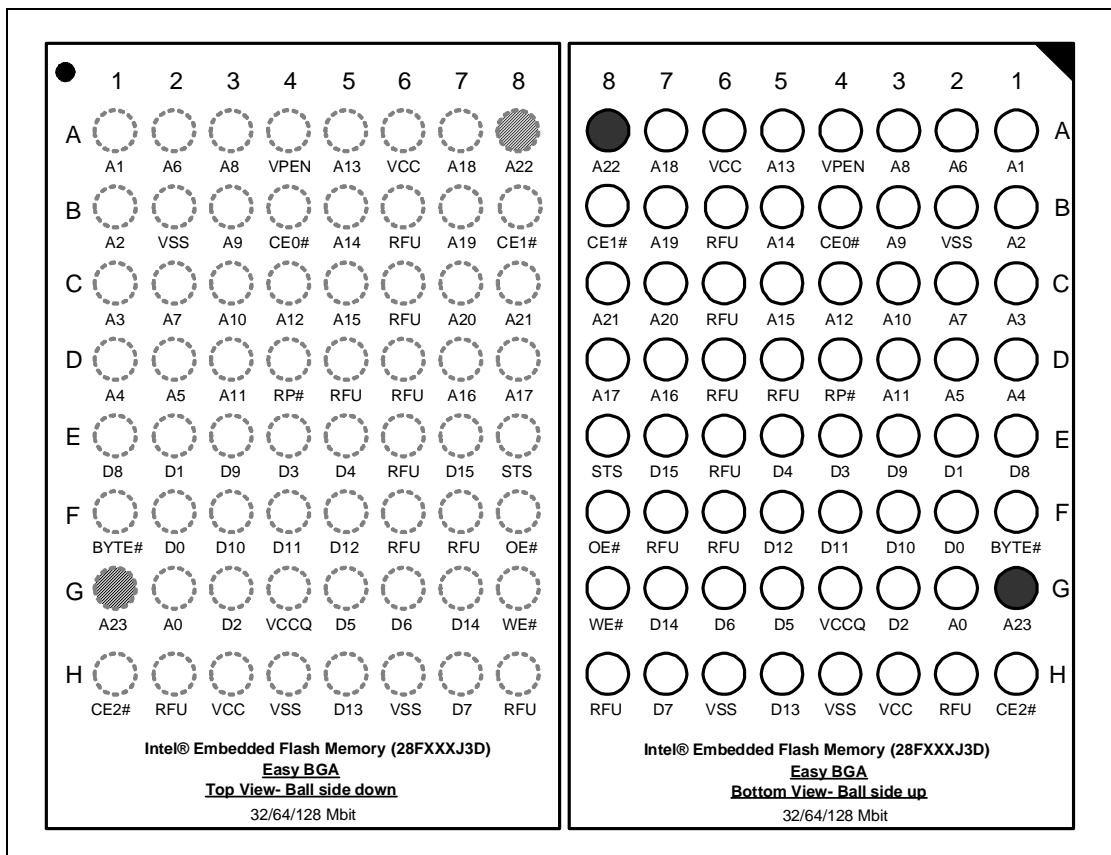 1 2 3 4 5 6 7 8
A
A1 A6 A8 VPEN A13 VCC A18 A22
B
A2 VSS A9 CE0# A14 RFU A19 CE1#
C
A3 A7 A10 A12 A15 RFU A20 A21
D
A4 A5 A11 RP# RFU RFU A16 A17
E
D8 D1 D9 D3 D4 RFU D15 STS
F
BYTE# D0 D10 D11 D12 RFU RFU OE#
G
A23 A0 D2 VCCQ D5 D6 D14 WE#
H
CE2# RFU VCC VSS D13 VSS D7 RFU
Intel® Embedded Flash Memory (28FXXXJ3D)
Easy BGA
Top View- Ball side down
32/64/128 Mbit
8 7 6 5 4 3 2 1
A
A22 A18 VCC A13 VPEN A8 A6 A1
B
CE1# A19 RFU A14 CE0# A9 VSS A2
C
A21 A20 RFU A15 A12 A10 A7 A3
D
A17 A16 RFU RFU RP# A11 A5 A4
E
STS D15 RFU D4 D3 D9 D1 D8
F
OE# RFU RFU D12 D11 D10 D0 BYTE#
G
WE# D14 D6 D5 VCCQ D2 A0 A23
H
RFU D7 VSS D13 VSS VCC RFU CE2#
Intel® Embedded Flash Memory (28FXXXJ3D)
Easy BGA
Bottom View- Ball side up
32/64/128 Mbit